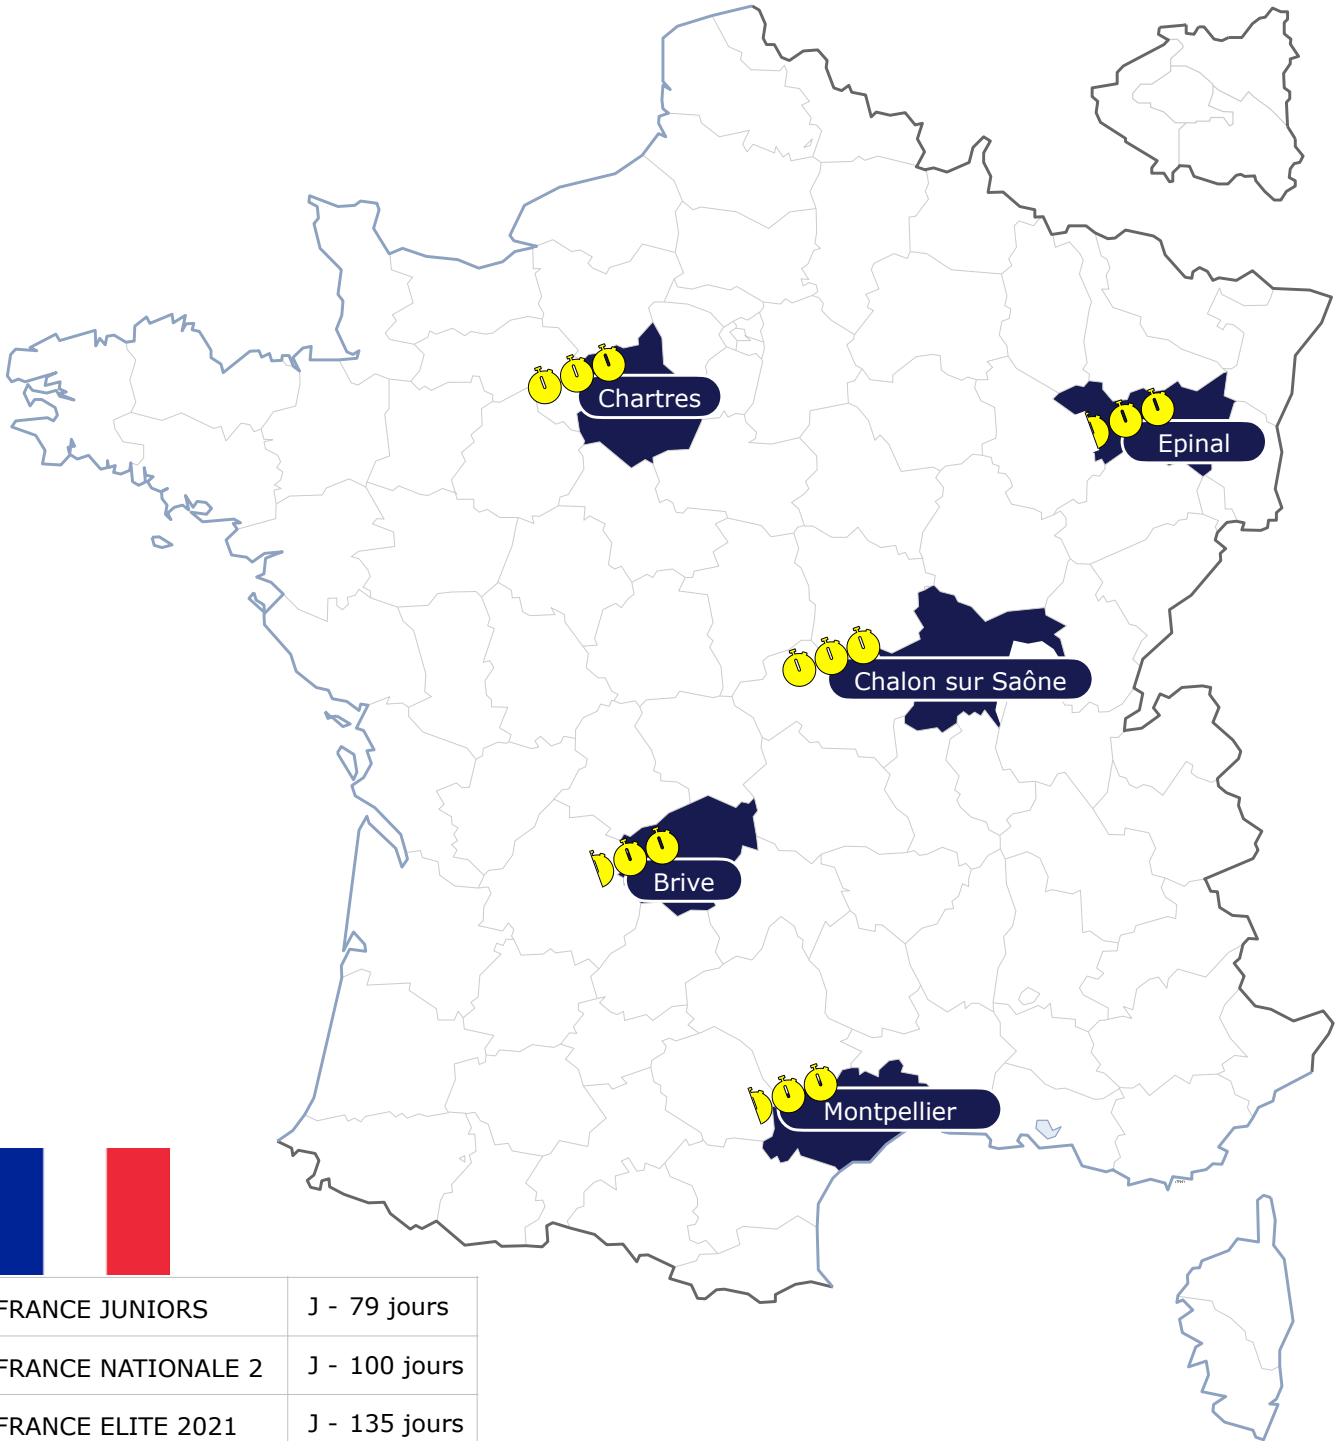 Chartres
Epinal
Chalon sur Saône
Brive
Montpellier
FRANCE JUNIORS J - 79 jours
FRANCE NATIONALE 2 J - 100 jours
FRANCE ELITE 2021 J - 135 jours